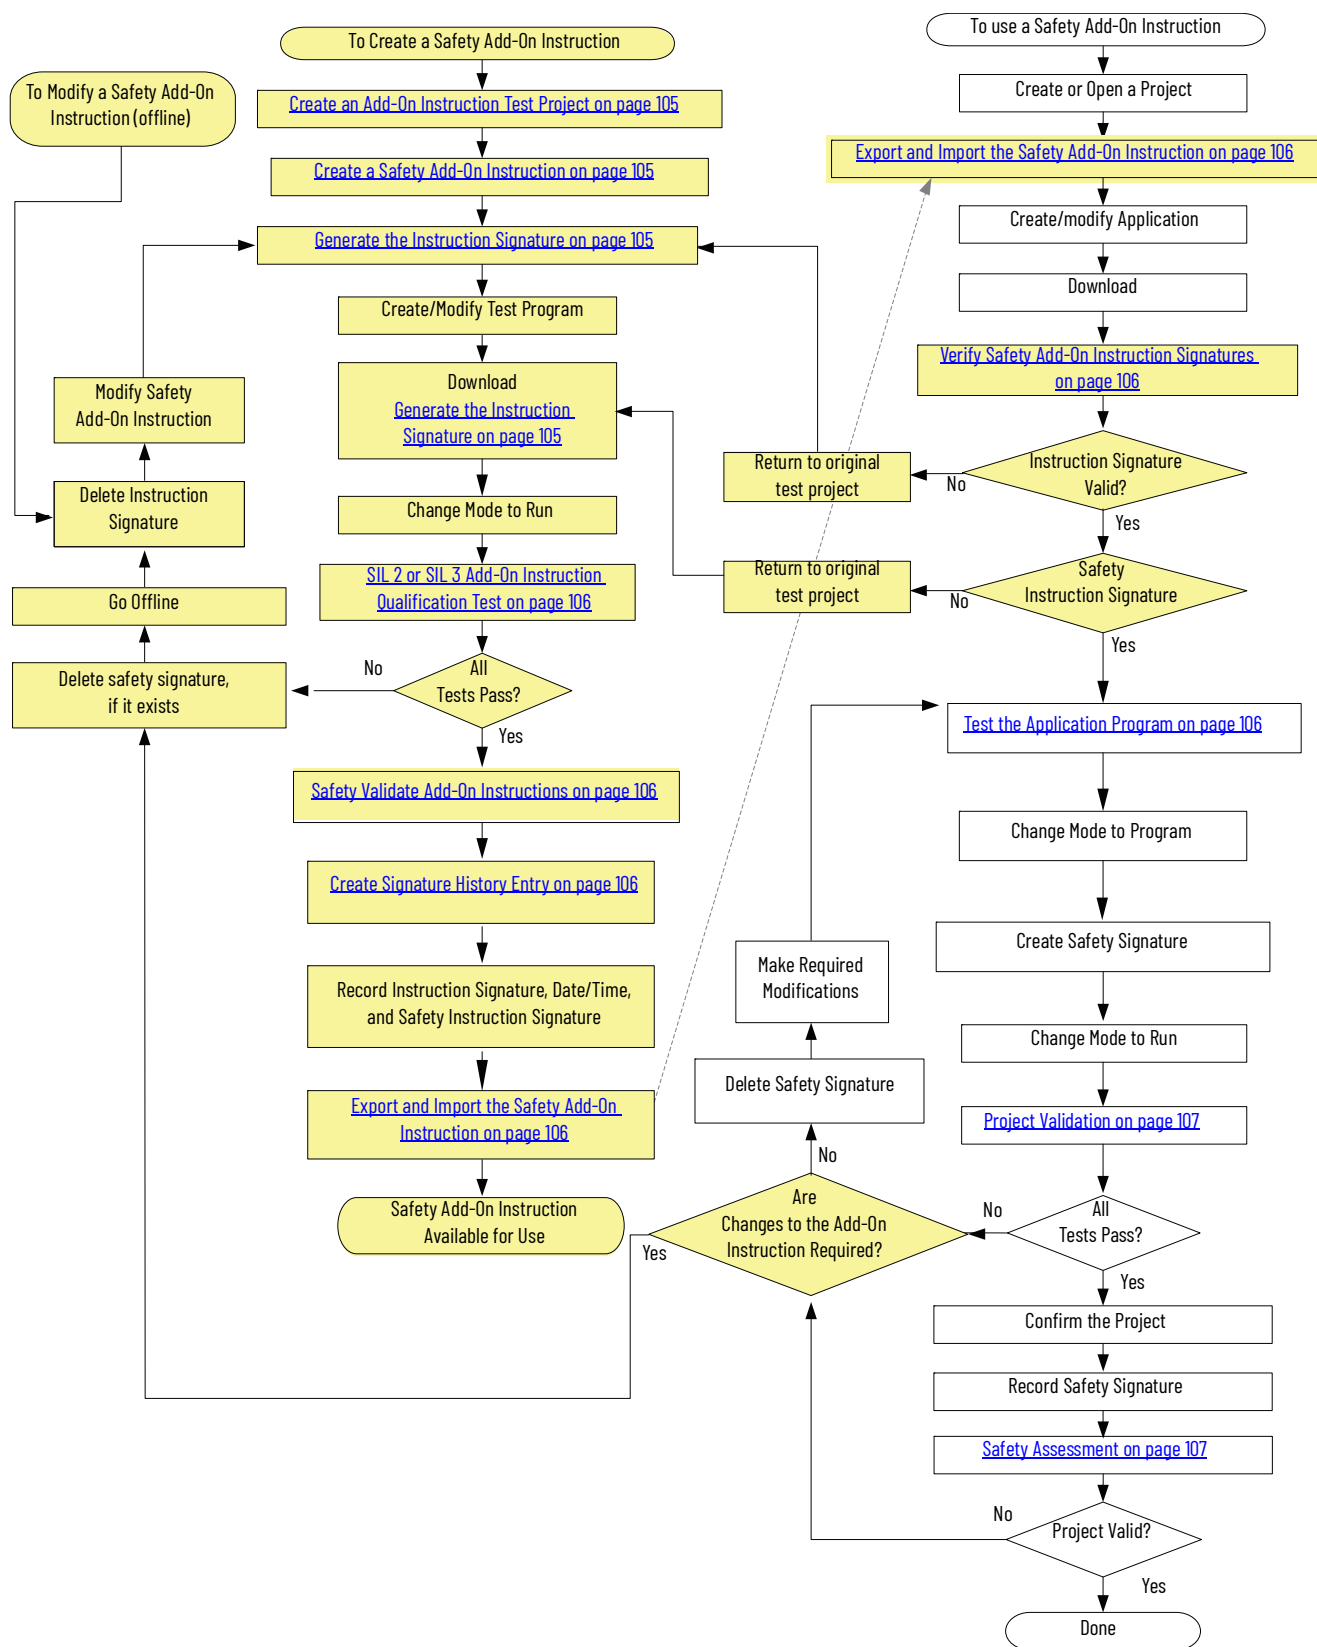 To Create a Safety Add-On Instruction
To Modify a Safety Add-On
Instruction (offline)
Create an Add-On Instruction Test Project on page 105
Create a Safety Add-On Instruction on page 105
Generate the Instruction Signature on page 105
Create/Modify Test Program
Download
Generate the Instruction
Signature on page 105
Modify Safety
Add-On Instruction
Delete Instruction
Signature
Go Offline
Delete safety signature,
if it exists
Change Mode to Run
SIL 2 or SIL 3 Add-On Instruction
Qualification Test on page 106
All
Tests Pass?
No
Yes
Safety Validate Add-On Instructions on page 106
Create Signature History Entry on page 106
Record Instruction Signature, Date/Time,
and Safety Instruction Signature
Export and Import the Safety Add-On
Instruction on page 106
Safety Add-On Instruction
Available for Use
To use a Safety Add-On Instruction
Create or Open a Project
Export and Import the Safety Add-On Instruction on page 106
Create/modify Application
Download
Verify Safety Add-On Instruction Signatures
on page 106
Instruction Signature
Valid?
No
Return to original
test project
Yes
Safety
Instruction Signature
No
Return to original
test project
Yes
Test the Application Program on page 106
Change Mode to Program
Create Safety Signature
Change Mode to Run
Project Validation on page 107
All
Tests Pass?
No
Are
Changes to the Add-On
Instruction Required?
Yes
No
Delete Safety Signature
Make Required
Modifications
Yes
Confirm the Project
Record Safety Signature
Safety Assessment on page 107
Project Valid?
No
Yes
Done